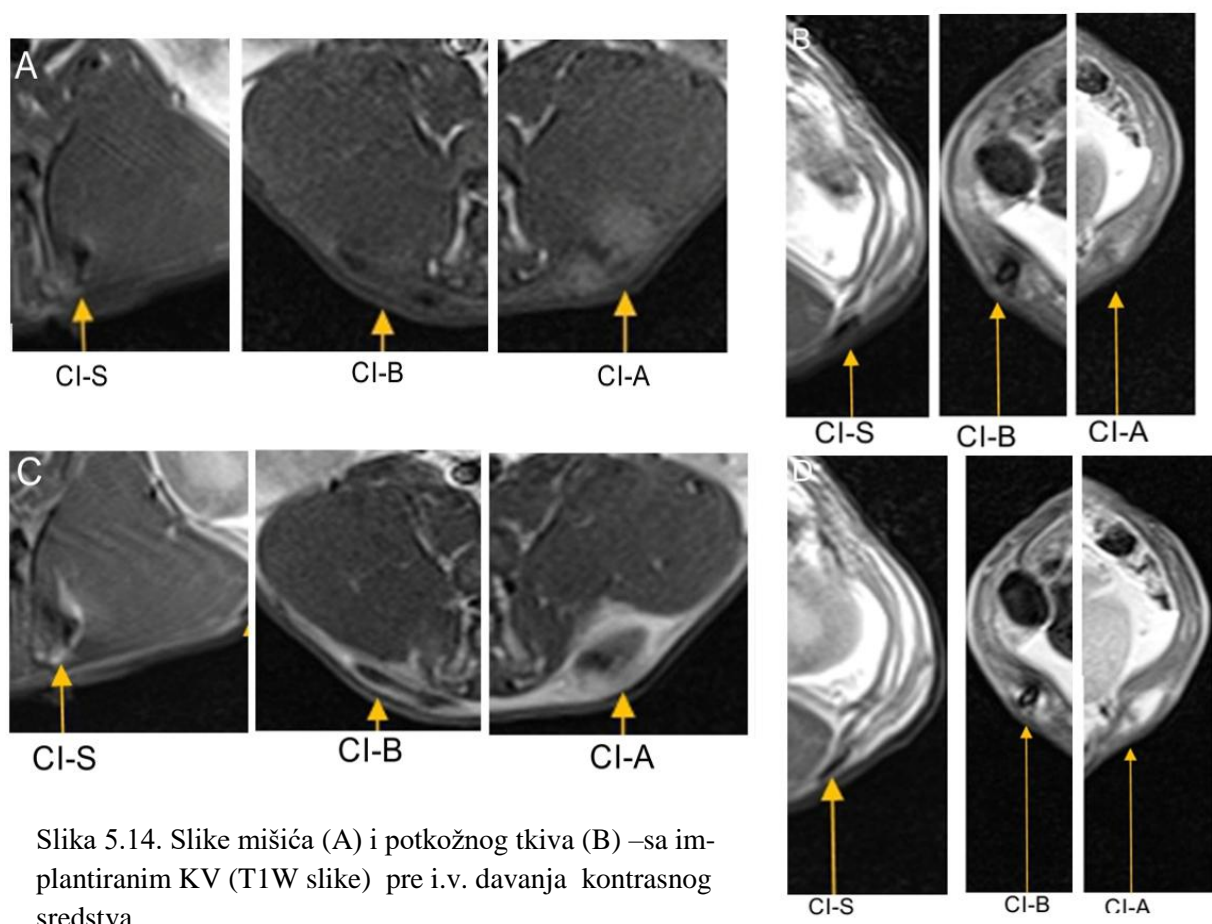 A
CI-S
CI-B
CI-A
B
CI-S
CI-B
CI-A
C
CI-S
CI-B
CI-A
D
CI-S
CI-B
CI-A
Slika 5.14. Slike mišića (A) i potkožnog tkiva (B) –sa im-
plantiranim KV (T1W slike) pre i.v. davanja kontrasnog
sredstva